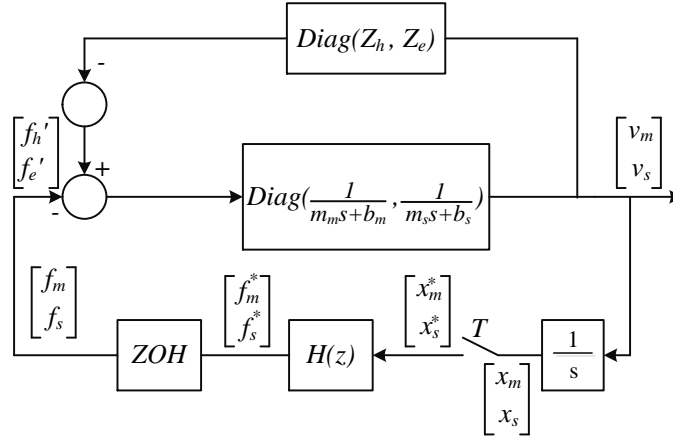 Diag(Z_h, Z_e)
-
[f_h'
f_e']
+
-
Diag(1/(m_m s+b_m), 1/(m_s s+b_s))
[v_m
v_s]
[f_m
f_s]
[f_m^*
f_s^*]
[x_m^*
x_s^*]
T
ZOH
H(z)
1/s
[x_m
x_s]